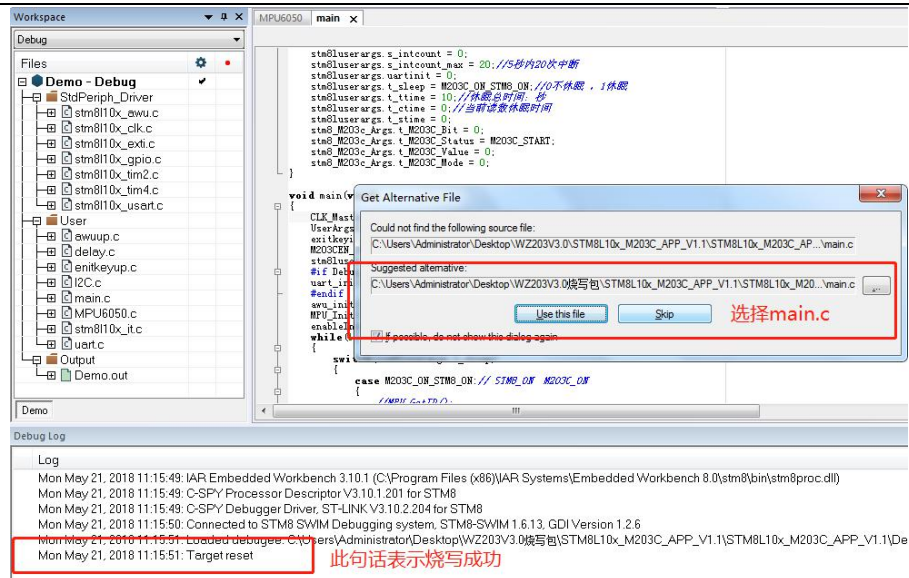 Workspace
MPU6050 main
Debug
Files
Demo - Debug
StdPeriph_Driver
stm8l10x_awu.c
stm8l10x_clk.c
stm8l10x_exti.c
stm8l10x_gpio.c
stm8l10x_tim2.c
stm8l10x_tim4.c
stm8l10x_usart.c
User
awuup.c
delay.c
enitkeyup.c
I2C.c
main.c
MPU6050.c
stm8l10x_it.c
uart.c
Output
Demo.out
Demo
stm8luserargs.s_intcount = 0;
stm8luserargs.s_intcount_max = 20;//5秒内20次中断
stm8luserargs.uartinit = 0;
stm8luserargs.t_sleep = M203C_ON_STM8_ON;//0不休眠 , 1休眠
stm8luserargs.t_ttime = 10;//休眠总时间: 秒
stm8luserargs.t_ctime = 0;//当前读数休眠时间
stm8luserargs.t_stime = 0;
stm8_M203c_Args.t_M203C_Bit = 0;
stm8_M203c_Args.t_M203C_Status = M203C_START;
stm8_M203c_Args.t_M203C_Value = 0;
stm8_M203c_Args.t_M203C_Mode = 0;
}
void main(v
{
CLK_Mast
UserArgs
exitkeyi
M203CEN_
stm8luse
#if Debu
uart_ini
#endif
awu_init
MPU_Init
enableIn
while(
{
swi
{
case M203C_ON_STM8_ON:// STM8_ON M203C_ON
{
//MPU_GetID();
Get Alternative File
Could not find the following source file:
C:\Users\Administrator\Desktop\WZ203V3.0\STM8L10x_M203C_APP_V1.1\STM8L10x_M203C_AP...\main.c
Suggested alternative:
C:\Users\Administrator\Desktop\WZ203V3.0烧写包\STM8L10x_M203C_APP_V1.1\STM8L10x_M20...\main.c
...
Use this file Skip 选择main.c
If possible, do not show this dialog again
Debug Log
Log
Mon May 21, 2018 11:15:49: IAR Embedded Workbench 3.10.1 (C:\Program Files (x86)\IAR Systems\Embedded Workbench 8.0\stm8\bin\stm8proc.dll)
Mon May 21, 2018 11:15:49: C-SPY Processor Descriptor V3.10.1.201 for STM8
Mon May 21, 2018 11:15:49: C-SPY Debugger Driver, ST-LINK V3.10.2.204 for STM8
Mon May 21, 2018 11:15:50: Connected to STM8 SWIM Debugging system, STM8-SWIM 1.6.13, GDI Version 1.2.6
Mon May 21, 2018 11:15:51: Loaded debugee: C:\Users\Administrator\Desktop\WZ203V3.0烧写包\STM8L10x_M203C_APP_V1.1\STM8L10x_M203C_APP_V1.1\De
Mon May 21, 2018 11:15:51: Target reset
此句话表示烧写成功